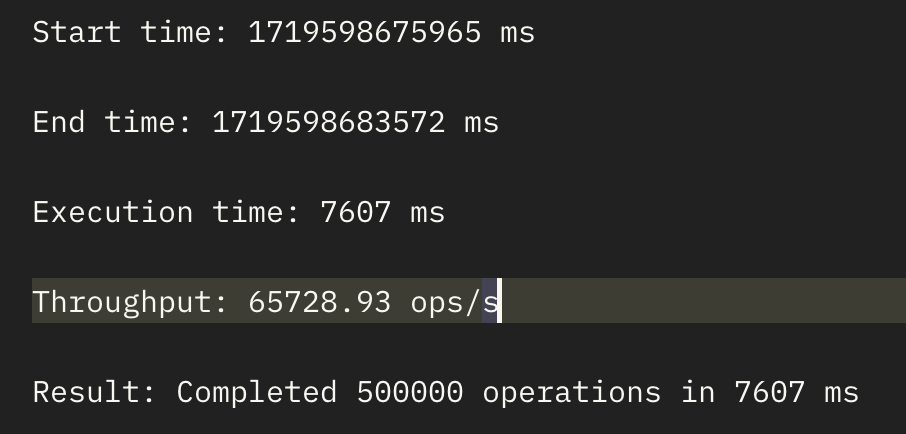 Start time: 1719598675965 ms
End time: 1719598683572 ms
Execution time: 7607 ms
Throughput: 65728.93 ops/s
Result: Completed 500000 operations in 7607 ms